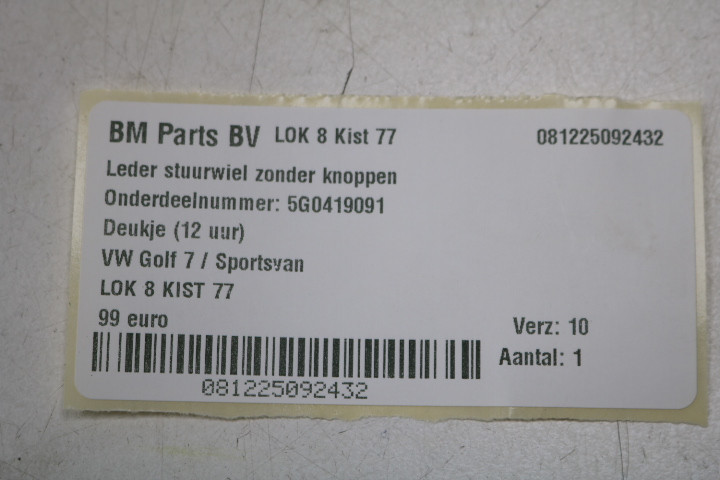 BM Parts BV LOK 8 Kist 77 081225092432
Leder stuurwiel zonder knoppen
Onderdeelnummer: 5G0419091
Deukje (12 uur)
VW Golf 7 / Sportsvan
LOK 8 KIST 77
99 euro Verz: 10
Aantal: 1
081225092432